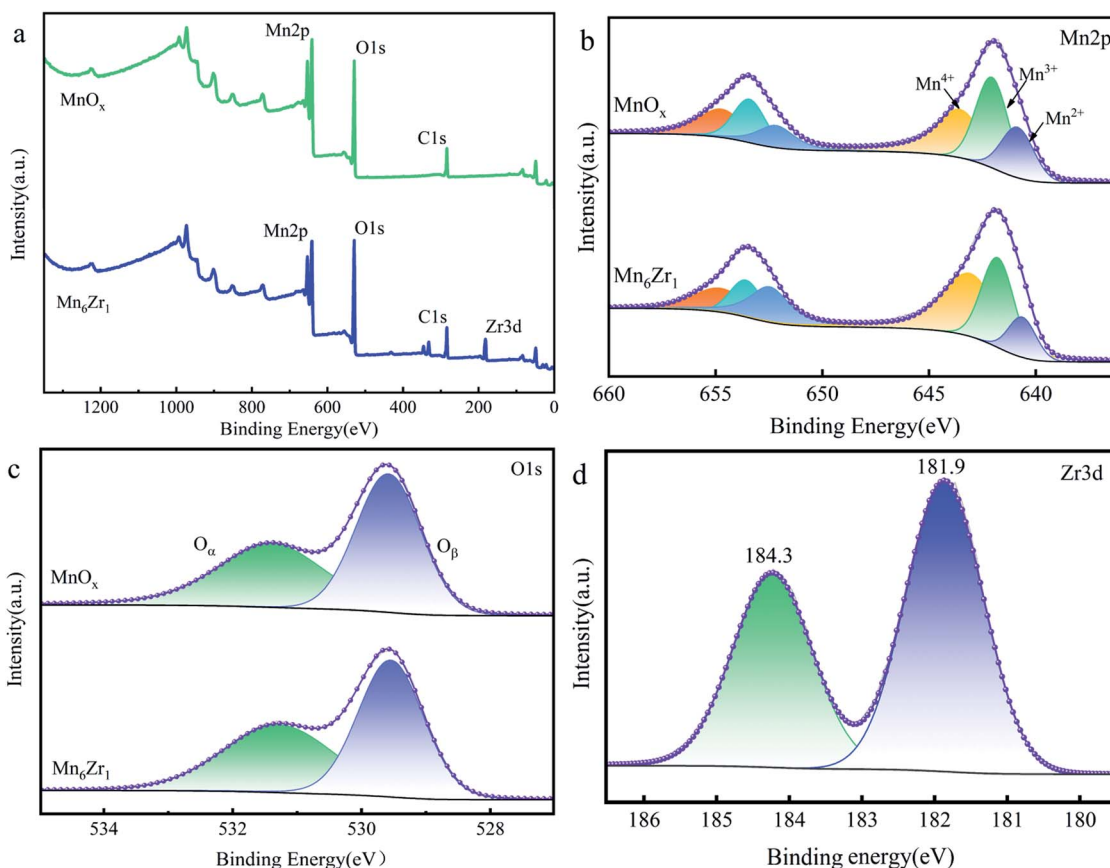 a
Mn2p
O1s
MnOₓ
C1s
Mn2p
O1s
Mn₆Zr₁
C1s
Zr3d
Intensity(a.u.)
1200 1000 800 600 400 200 0
Binding Energy(eV)
b
Mn2p
MnOₓ
Mn⁴⁺
Mn³⁺
Mn²⁺
Mn₆Zr₁
Intensity(a.u.)
660 655 650 645 640
Binding Energy(eV)
c
O1s
Oα
Oβ
MnOₓ
Mn₆Zr₁
Intensity(a.u.)
534 532 530 528
Binding Energy(eV)
d
181.9
Zr3d
184.3
Intensity(a.u.)
186 185 184 183 182 181 180
Binding energy(eV)